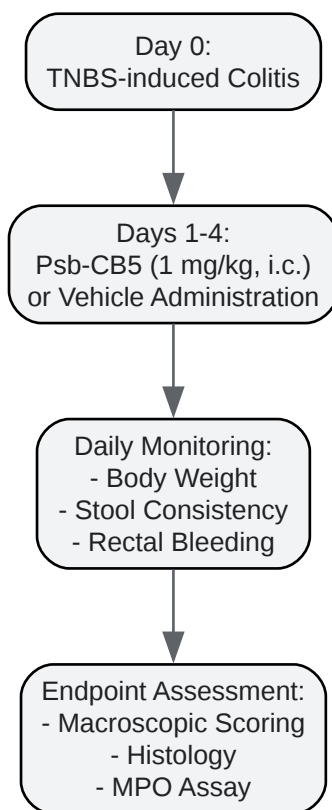 Day 0:
TNBS-induced Colitis
Days 1-4:
Psb-CB5 (1 mg/kg, i.c.)
or Vehicle Administration
Daily Monitoring:
- Body Weight
- Stool Consistency
- Rectal Bleeding
Endpoint Assessment:
- Macroscopic Scoring
- Histology
- MPO Assay